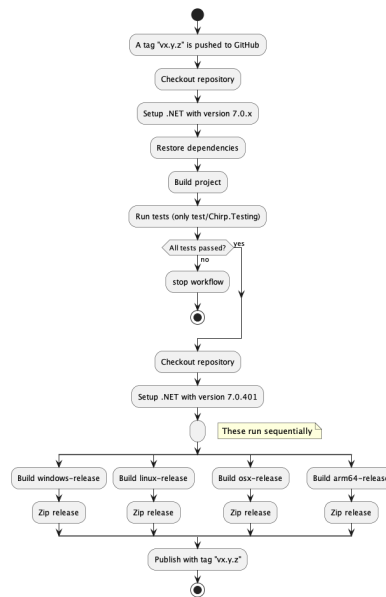 A tag "vx.y.z" is pushed to GitHub
Checkout repository
Setup .NET with version 7.0.x
Restore dependencies
Build project
Run tests (only test/Chirp.Testing)
All tests passed?
yes
no
stop workflow
Checkout repository
Setup .NET with version 7.0.401
These run sequentially
Build windows-release
Build linux-release
Build osx-release
Build arm64-release
Zip release
Zip release
Zip release
Zip release
Publish with tag "vx.y.z"